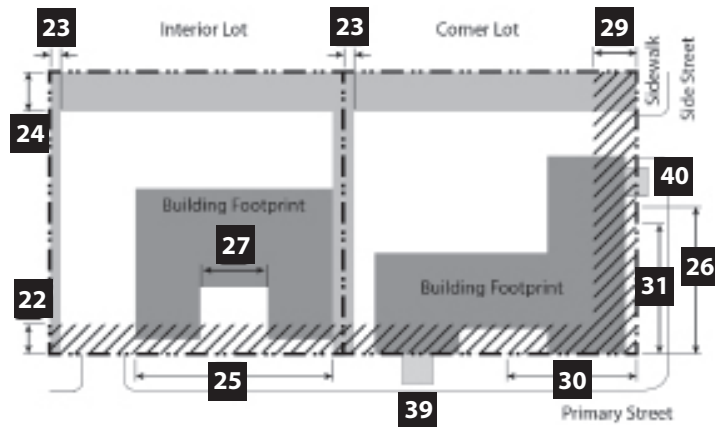 23 Interior Lot 23 Corner Lot 29
Sidewalk
Side Street
24
40
Building Footprint
27
26
31
Building Footprint
22
25
30
39
Primary Street